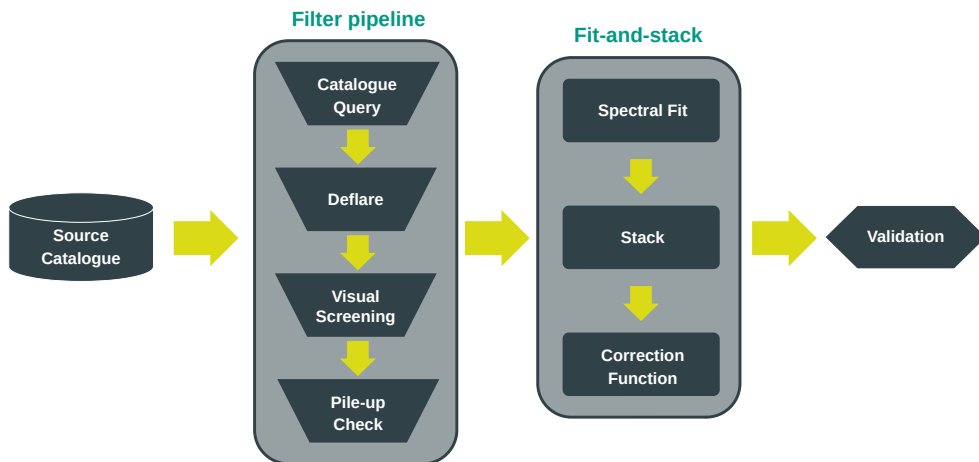 Filter pipeline
Catalogue
Query
Deflare
Visual
Screening
Pile-up
Check
Source
Catalogue
Fit-and-stack
Spectral Fit
Stack
Correction
Function
Validation